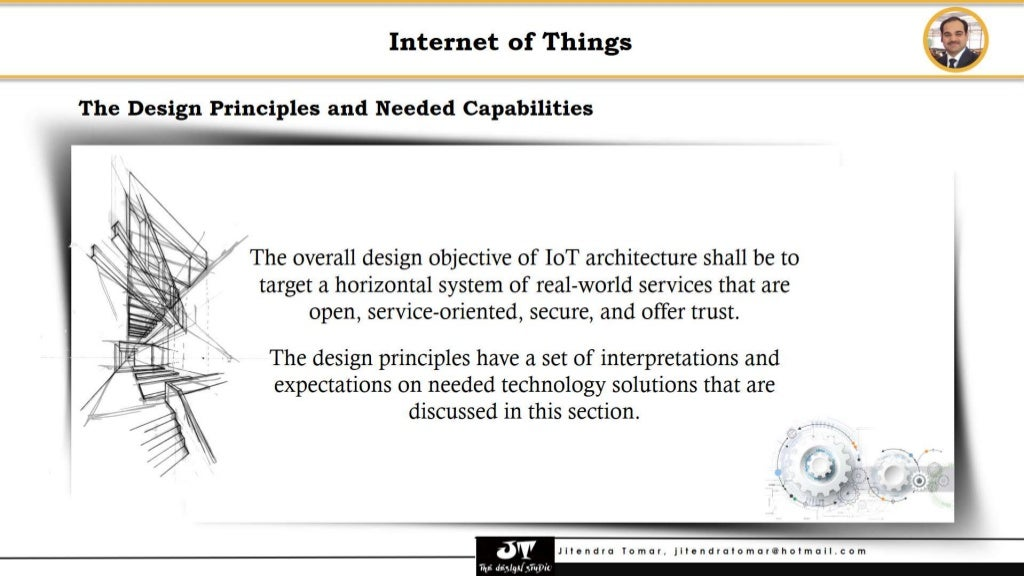 Internet of Things
The Design Principles and Needed Capabilities
The overall design objective of IoT architecture shall be to
target a horizontal system of real-world services that are
open, service-oriented, secure, and offer trust.
The design principles have a set of interpretations and
expectations on needed technology solutions that are
discussed in this section.
JT
The design studio
Jitendra Tomar, jitendratomar@hotmail.com